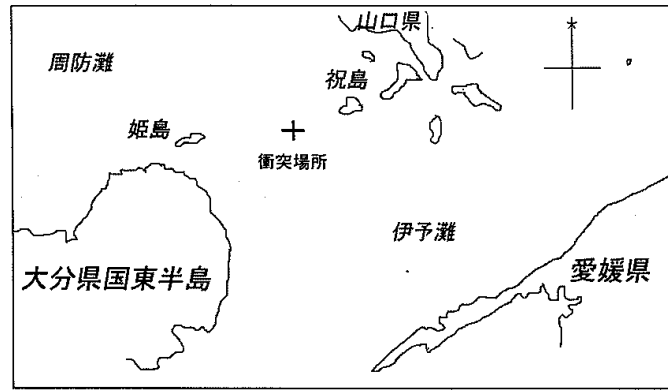 山口県
周防灘
祝島
姫島
衝突場所
伊予灘
大分県国東半島
愛媛県